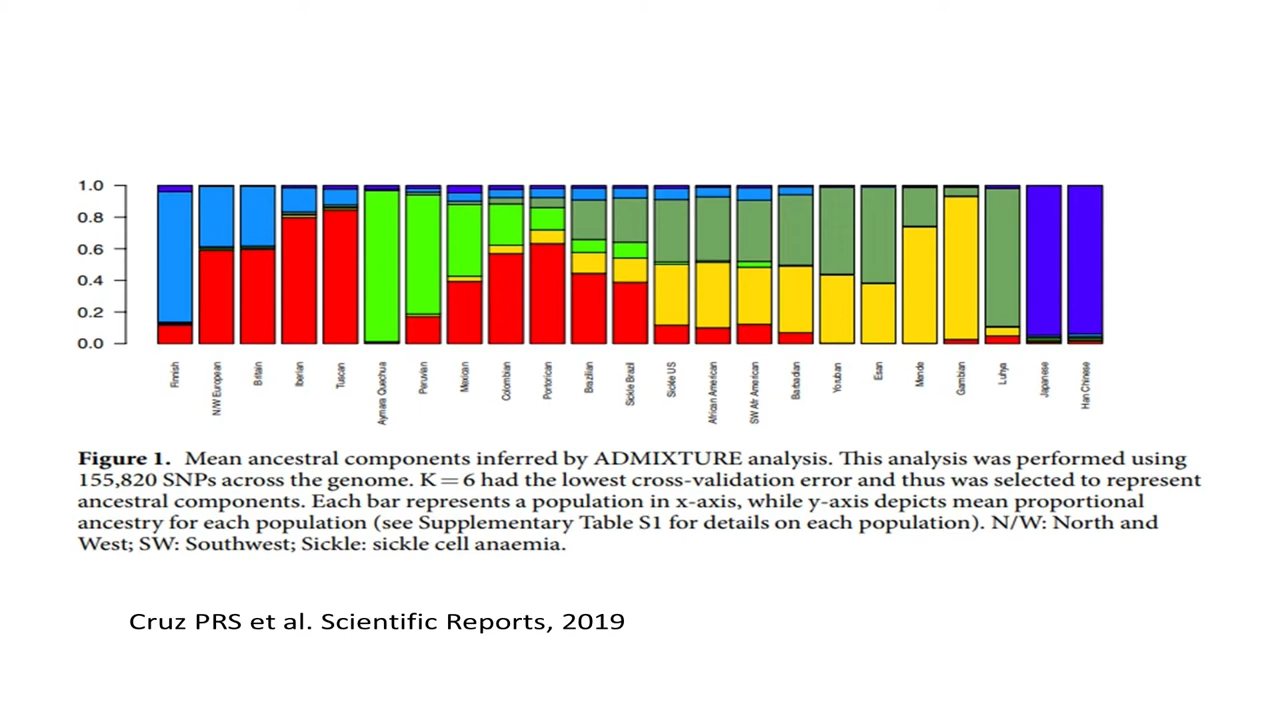 1.0
0.8
0.6
0.4
0.2
0.0
Finnish
N/W European
Britain
Iberian
Tuscan
Aymara Quechua
Peruvian
Mexican
Colombian
Portorican
Brazilian
Sickle Brazil
Sickle US
African American
SW Afr American
Barbadian
Yoruban
Esan
Mende
Gambian
Luhya
Japanese
Han Chinese
Figure 1. Mean ancestral components inferred by ADMIXTURE analysis. This analysis was performed using
155,820 SNPs across the genome. K = 6 had the lowest cross-validation error and thus was selected to represent
ancestral components. Each bar represents a population in x-axis, while y-axis depicts mean proportional
ancestry for each population (see Supplementary Table S1 for details on each population). N/W: North and
West; SW: Southwest; Sickle: sickle cell anaemia.
Cruz PRS et al. Scientific Reports, 2019